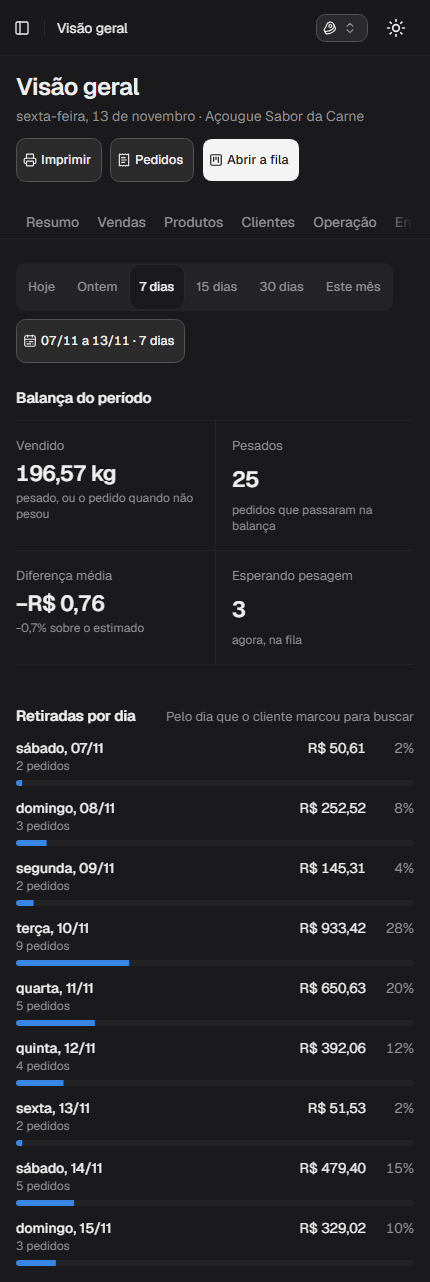 Visão geral
Visão geral
sexta-feira, 13 de novembro · Açougue Sabor da Carne
Imprimir
Pedidos
Abrir a fila
Resumo Vendas Produtos Clientes Operação
Hoje Ontem 7 dias 15 dias 30 dias Este mês
07/11 a 13/11 · 7 dias
Balança do período
Vendido
196,57 kg
pesado, ou o pedido quando não
pesou
Pesados
25
pedidos que passaram na
balança
Diferença média
−R$ 0,76
-0,7% sobre o estimado
Esperando pesagem
3
agora, na fila
Retiradas por dia Pelo dia que o cliente marcou para buscar
sábado, 07/11 R$ 50,61 2%
2 pedidos
domingo, 08/11 R$ 252,52 8%
3 pedidos
segunda, 09/11 R$ 145,31 4%
2 pedidos
terça, 10/11 R$ 933,42 28%
9 pedidos
quarta, 11/11 R$ 650,63 20%
5 pedidos
quinta, 12/11 R$ 392,06 12%
4 pedidos
sexta, 13/11 R$ 51,53 2%
2 pedidos
sábado, 14/11 R$ 479,40 15%
5 pedidos
domingo, 15/11 R$ 329,02 10%
3 pedidos